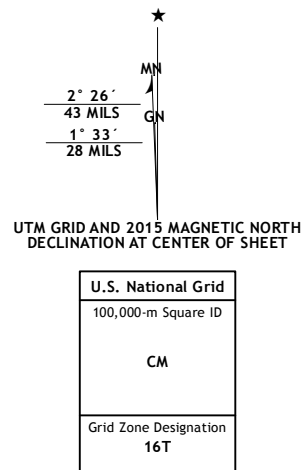 ★
MN
2° 26´
43 MILS
GN
1° 33´
28 MILS
UTM GRID AND 2015 MAGNETIC NORTH
DECLINATION AT CENTER OF SHEET
U.S. National Grid
100,000-m Square ID
CM
Grid Zone Designation
16T